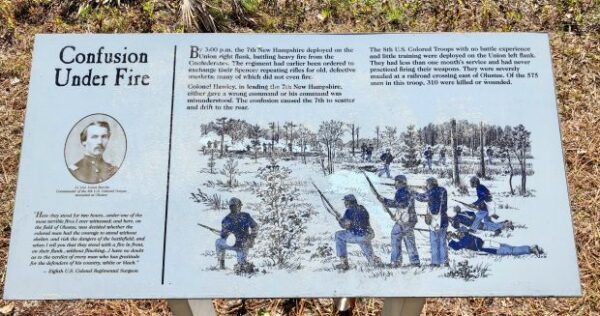 Confusion
Under Fire
By 3:00 p.m. the 7th New Hampshire deployed on the
Union right flank, battling heavy fire from the
Confederates. The regiment had earlier been ordered to
exchange their Spencer repeating rifles for old, defective
muskets; many of which did not even fire.
Colonel Hawley, in leading the 7th New Hampshire,
either gave a wrong command or his command was
misunderstood. The confusion caused the 7th to scatter
and drift to the rear.
The 8th U.S. Colored Troops with no battle experience
and little training were deployed on the Union left flank.
They had less than one month's service and had never
practiced firing their weapons. They were severely
mauled at a railroad crossing east of Olustee. Of the 575
men in this troop, 310 were killed or wounded.
Commander of the 8th U.S. Colored Troops,
"Here they stood for two hours, under one of the
most terrible fires I ever witnessed; and here, on
the field of Olustee, was decided whether the
colored man had the courage to stand without
shelter, and risk the dangers of the battlefield; and
when I tell you that they stood with a fire in front,
on their flank, without flinching...I have no doubt
as to the verdict of every man who has gratitude
for the defenders of his country, white or black."
— Eighth U.S. Colored Regimental Surgeon